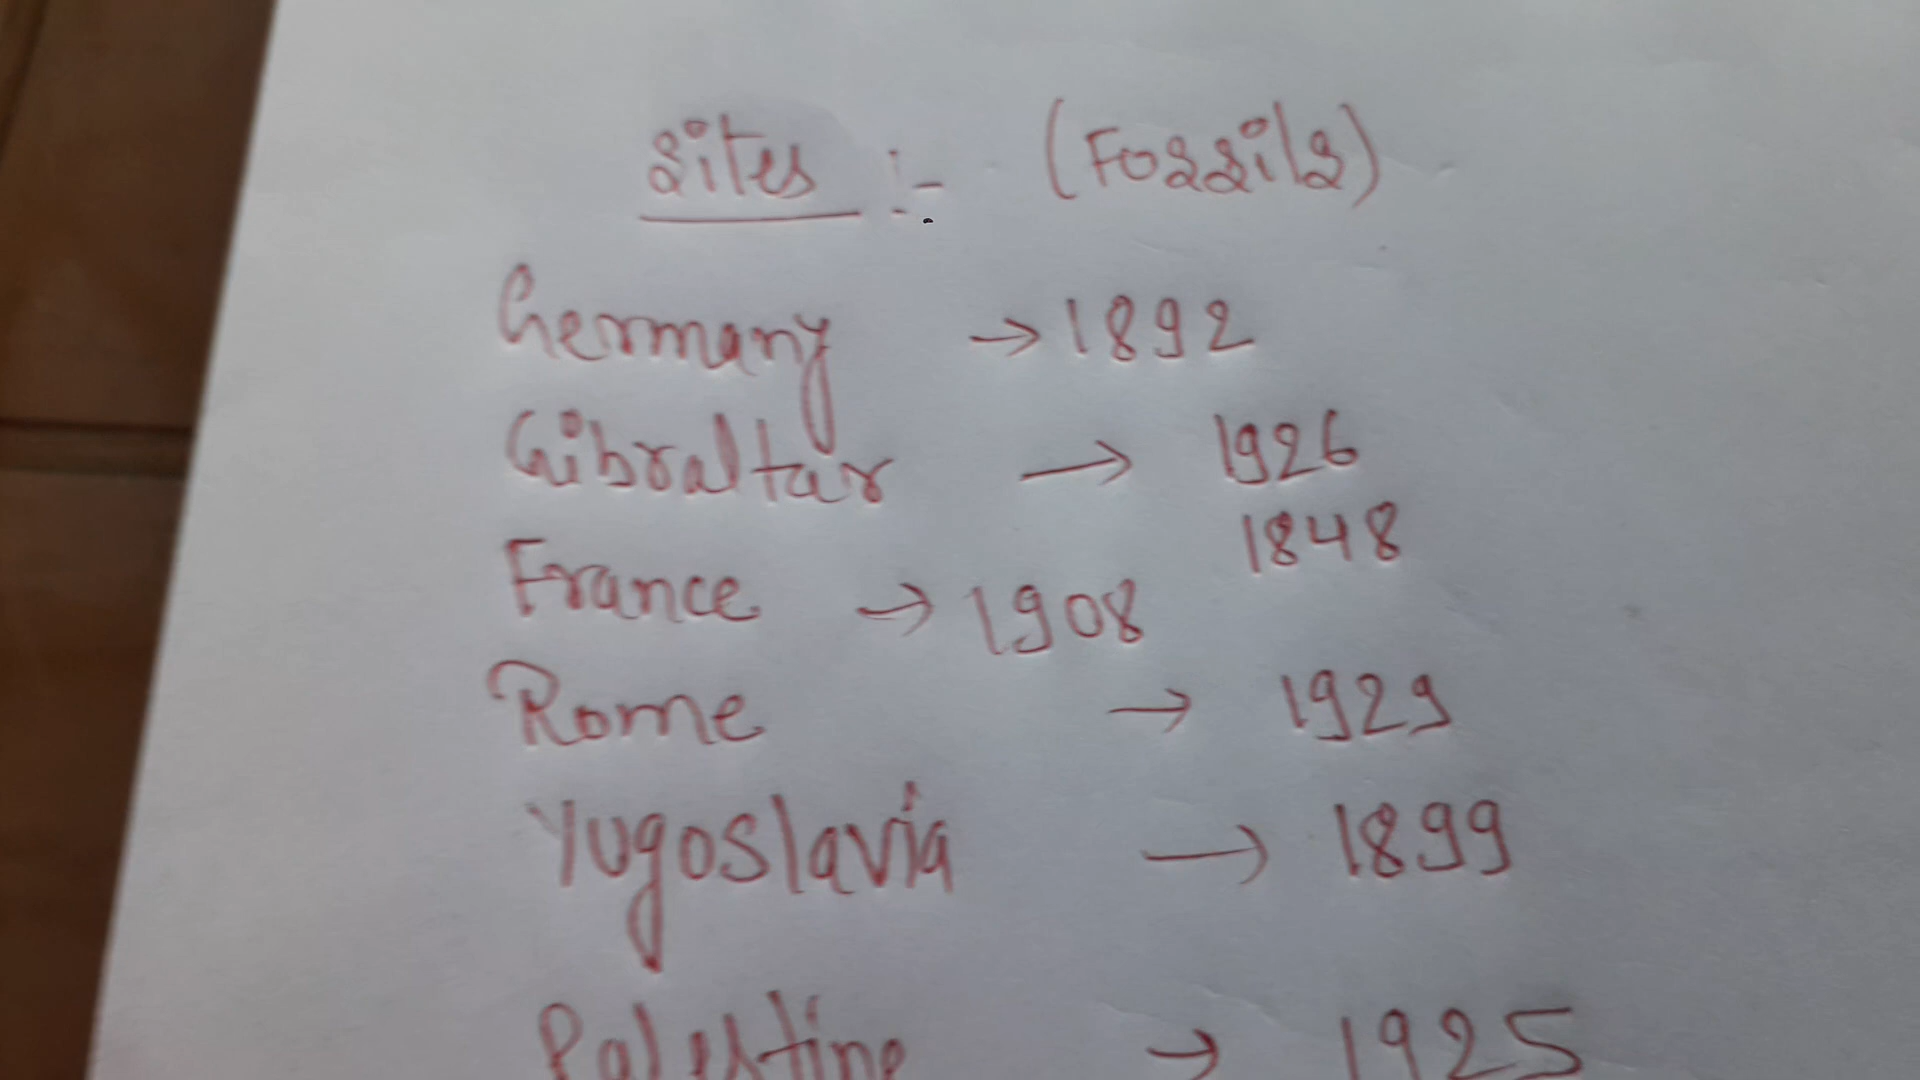 Sites :- (Fossils)
Germany → 1892
Gibraltar → 1926
1848
France → 1908
Rome → 1929
Yugoslavia → 1899
Palestine → 1925